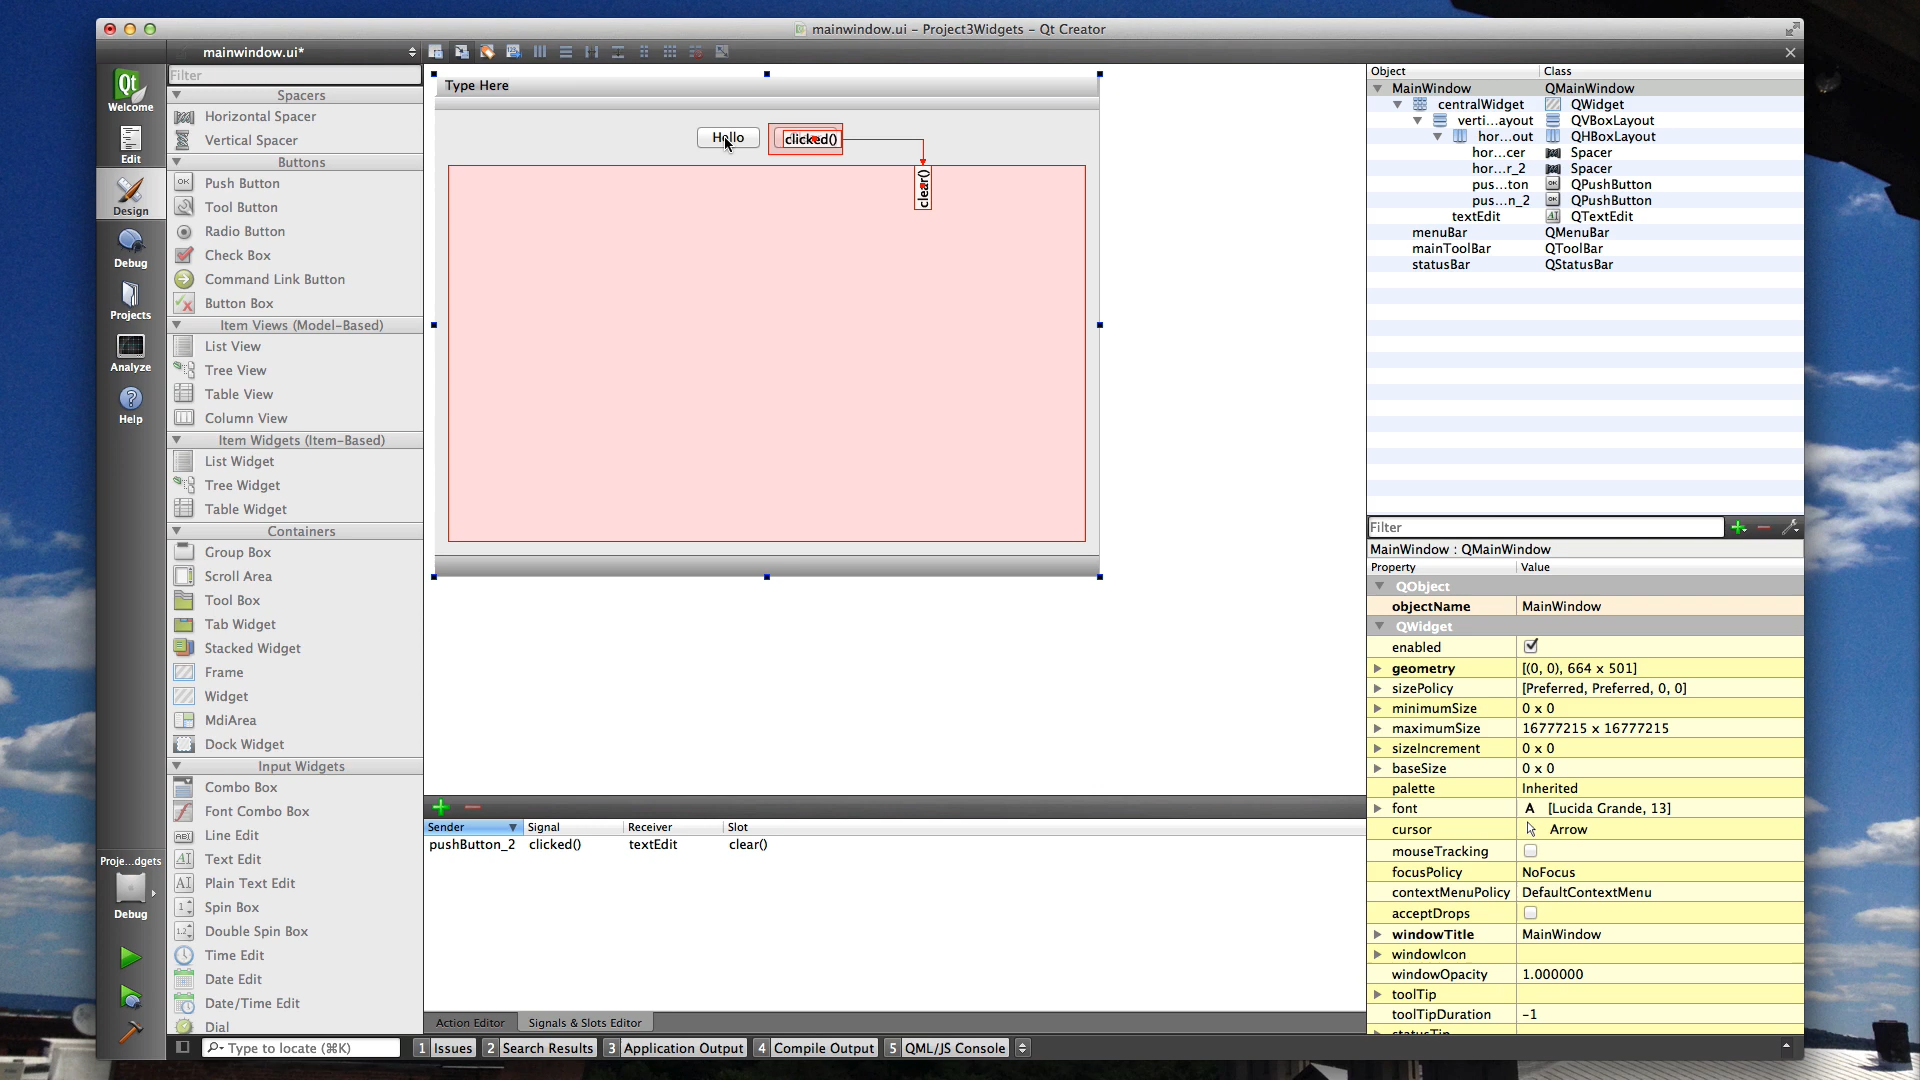 mainwindow.ui – Project3Widgets – Qt Creator
mainwindow.ui*
Qt
Welcome
Edit
Design
Debug
Projects
Analyze
Help
Proje...dgets
Debug
Filter
Spacers
Horizontal Spacer
Vertical Spacer
Buttons
OK Push Button
Tool Button
Radio Button
Check Box
Command Link Button
Button Box
Item Views (Model-Based)
List View
Tree View
Table View
Column View
Item Widgets (Item-Based)
List Widget
Tree Widget
Table Widget
Containers
Group Box
Scroll Area
Tool Box
Tab Widget
Stacked Widget
Frame
Widget
MdiArea
Dock Widget
Input Widgets
Combo Box
Font Combo Box
Line Edit
Text Edit
Plain Text Edit
Spin Box
Double Spin Box
Time Edit
Date Edit
Date/Time Edit
Dial
Type Here
Hello
clicked()
clear()
Sender Signal Receiver Slot
pushButton_2 clicked() textEdit clear()
Action Editor Signals & Slots Editor
Object Class
MainWindow QMainWindow
centralWidget QWidget
verti...ayout QVBoxLayout
hor...out QHBoxLayout
hor...cer Spacer
hor...r_2 Spacer
pus...ton QPushButton
pus...n_2 QPushButton
textEdit QTextEdit
menuBar QMenuBar
mainToolBar QToolBar
statusBar QStatusBar
Filter
MainWindow : QMainWindow
Property Value
QObject
objectName MainWindow
QWidget
enabled
geometry [(0, 0), 664 x 501]
sizePolicy [Preferred, Preferred, 0, 0]
minimumSize 0 x 0
maximumSize 16777215 x 16777215
sizeIncrement 0 x 0
baseSize 0 x 0
palette Inherited
font A [Lucida Grande, 13]
cursor Arrow
mouseTracking
focusPolicy NoFocus
contextMenuPolicy DefaultContextMenu
acceptDrops
windowTitle MainWindow
windowIcon
windowOpacity 1.000000
toolTip
toolTipDuration -1
statusTip
Type to locate (⌘K) 1 Issues 2 Search Results 3 Application Output 4 Compile Output 5 QML/JS Console